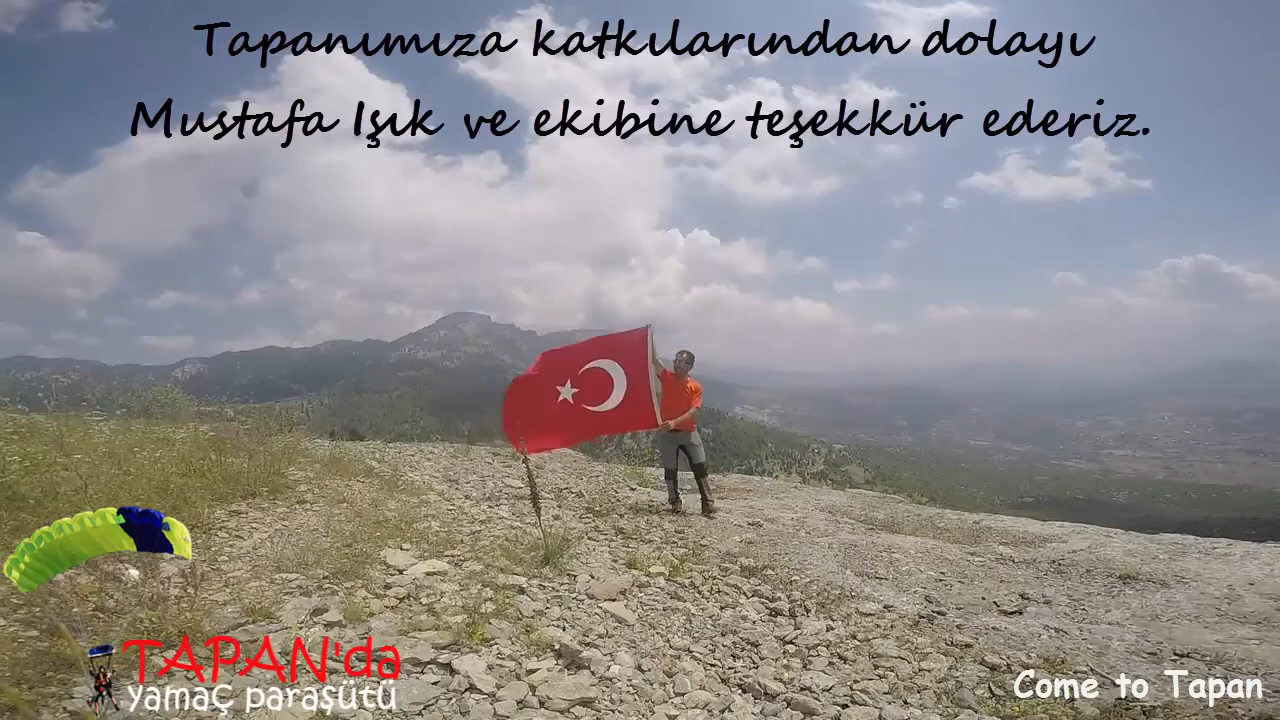 Tapanımıza katkılarından dolayı
Mustafa Işık ve ekibine teşekkür ederiz.
TAPAN'da
yamaÇ paraşütü
Come to Tapan